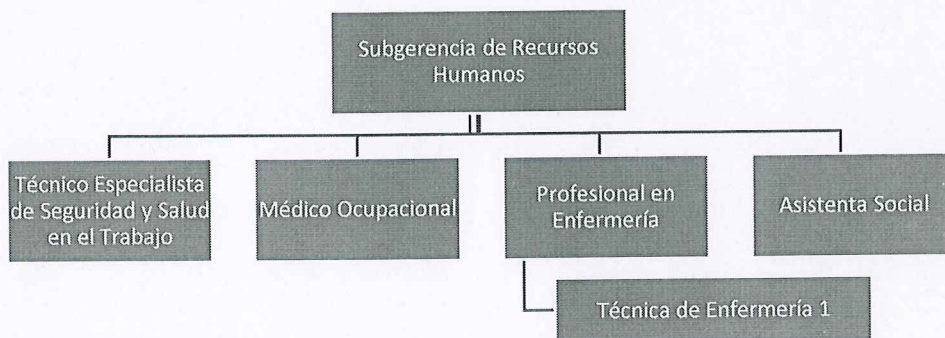 Subgerencia de Recursos
Humanos
Técnico Especialista
de Seguridad y Salud
en el Trabajo
Médico Ocupacional
Profesional en
Enfermería
Asistenta Social
Técnica de Enfermería 1